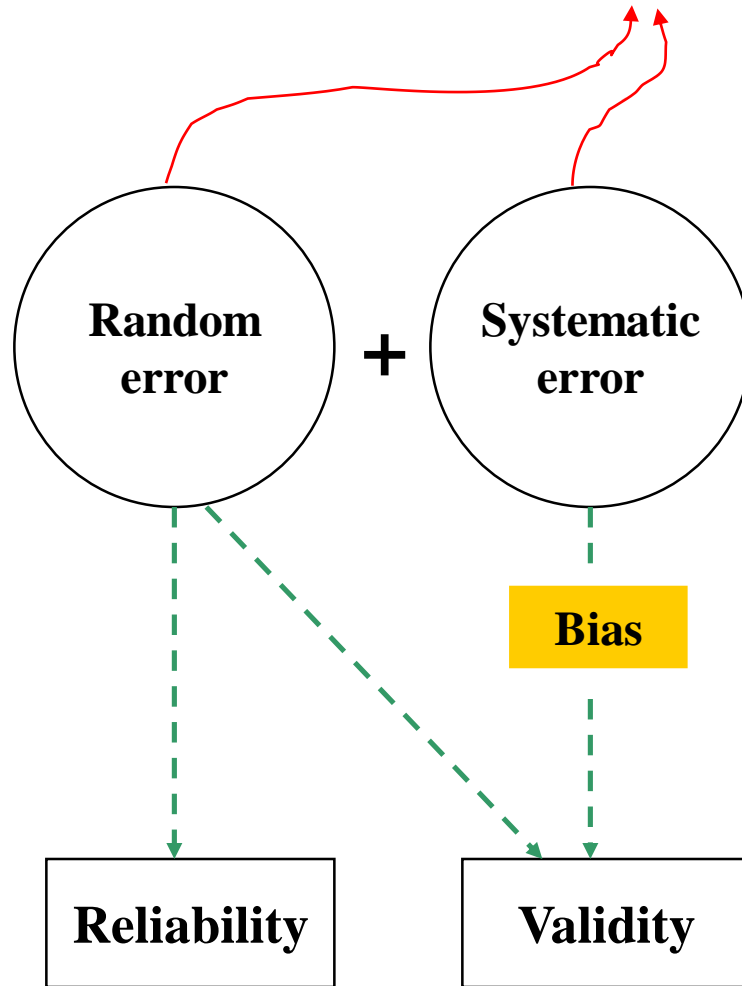 Random
error
+
Systematic
error
Bias
Reliability
Validity